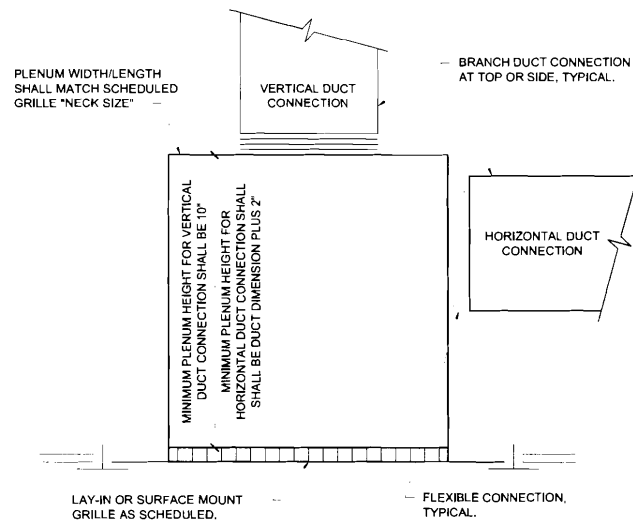 PLENUM WIDTH/LENGTH
SHALL MATCH SCHEDULED
GRILLE "NECK SIZE"
VERTICAL DUCT
CONNECTION
BRANCH DUCT CONNECTION
AT TOP OR SIDE, TYPICAL.
MINIMUM PLENUM HEIGHT FOR VERTICAL
DUCT CONNECTION SHALL BE 10"
MINIMUM PLENUM HEIGHT FOR
HORIZONTAL DUCT CONNECTION SHALL
SHALL BE DUCT DIMENSION PLUS 2"
HORIZONTAL DUCT
CONNECTION
LAY-IN OR SURFACE MOUNT
GRILLE AS SCHEDULED.
FLEXIBLE CONNECTION,
TYPICAL.